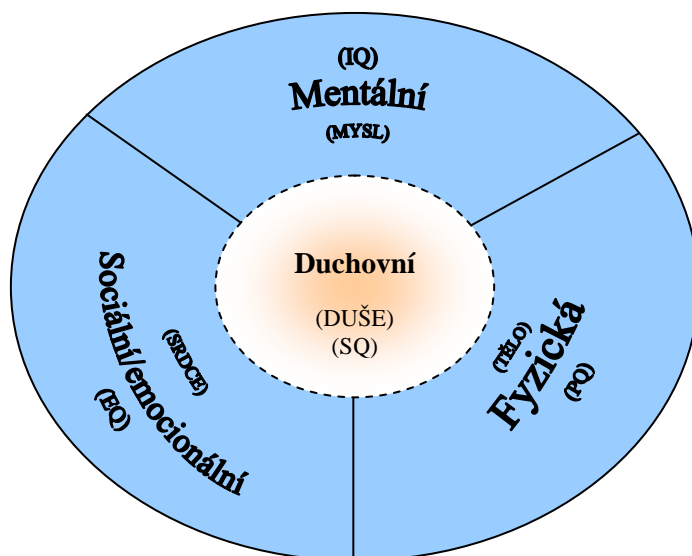 (IQ)
Mentální
(MYSL)
Duchovní
(DUŠE)
(SQ)
Sociální/emocionální
(SRDCE)
(EQ)
(TĚLO)
Fyzická
(PQ)